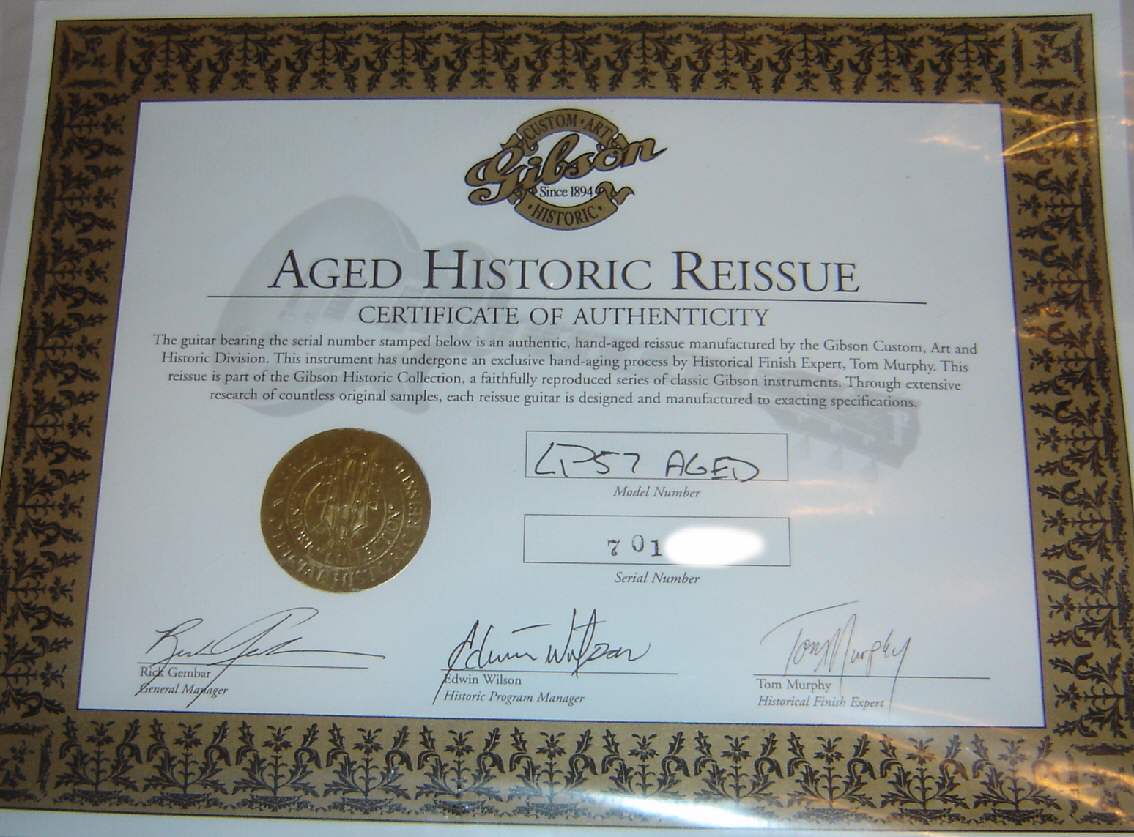 CUSTOM • ART
Gibson
Since 1894
• HISTORIC •
AGED HISTORIC REISSUE
CERTIFICATE OF AUTHENTICITY
The guitar bearing the serial number stamped below is an authentic, hand-aged reissue manufactured by the Gibson Custom, Art and
Historic Division. This instrument has undergone an exclusive hand-aging process by Historical Finish Expert, Tom Murphy. This
reissue is part of the Gibson Historic Collection, a faithfully reproduced series of classic Gibson instruments. Through extensive
research of countless original samples, each reissue guitar is designed and manufactured to exacting specifications.
LP57 AGED
Model Number
701
Serial Number
Edwin Wilson
Tom Murphy
Rick Gembar
General Manager
Edwin Wilson
Historic Program Manager
Tom Murphy
Historical Finish Expert